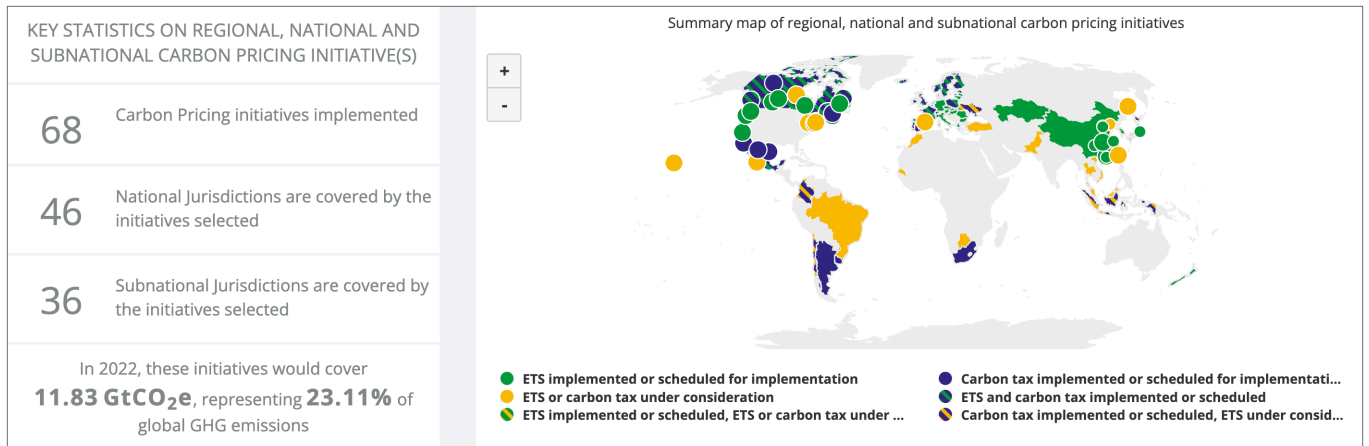 KEY STATISTICS ON REGIONAL, NATIONAL AND
SUBNATIONAL CARBON PRICING INITIATIVE(S)
68
Carbon Pricing initiatives implemented
46
National Jurisdictions are covered by the
initiatives selected
36
Subnational Jurisdictions are covered by
the initiatives selected
In 2022, these initiatives would cover
11.83 GtCO₂e, representing 23.11% of
global GHG emissions
Summary map of regional, national and subnational carbon pricing initiatives
+
-
ETS implemented or scheduled for implementation
ETS or carbon tax under consideration
ETS implemented or scheduled, ETS or carbon tax under ...
Carbon tax implemented or scheduled for implementati...
ETS and carbon tax implemented or scheduled
Carbon tax implemented or scheduled, ETS under consid...